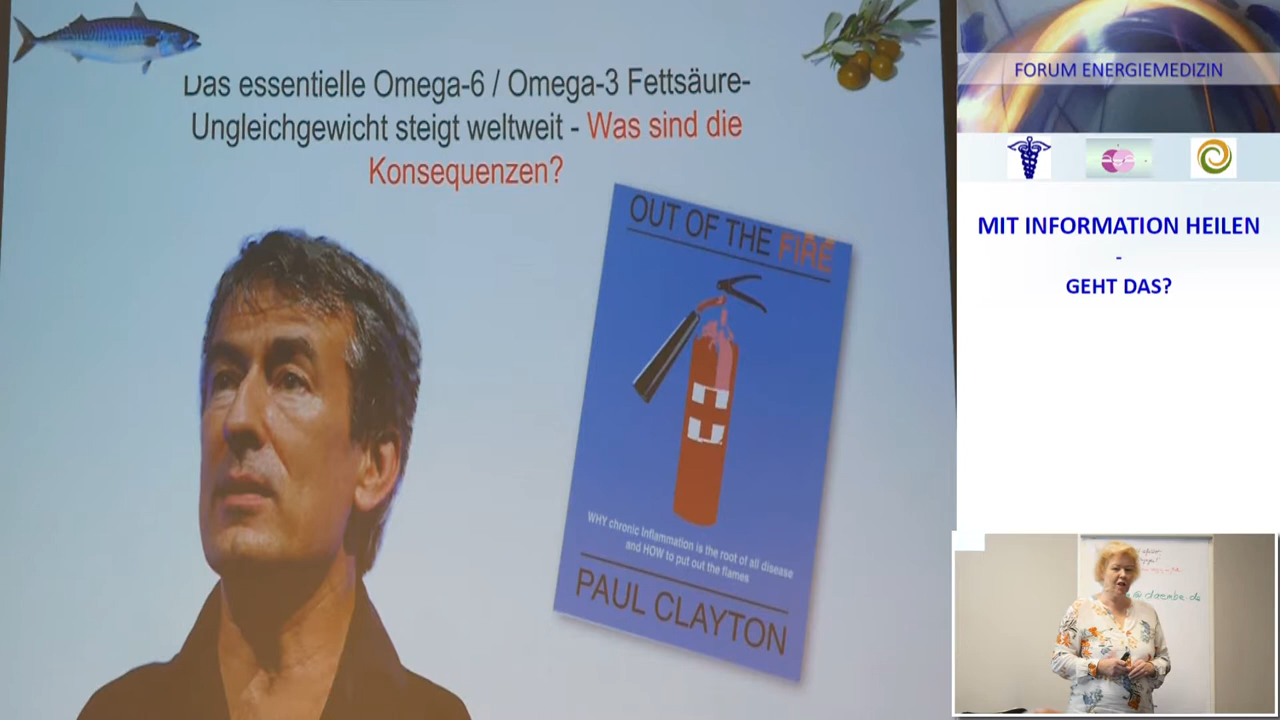 Das essentielle Omega-6 / Omega-3 Fettsäure-
Ungleichgewicht steigt weltweit - Was sind die
Konsequenzen?
OUT OF THE FIRE
WHY chronic Inflammation is the root of all disease
and HOW to put out the flames
PAUL CLAYTON
FORUM ENERGIEMEDIZIN
MIT INFORMATION HEILEN
-
GEHT DAS?
@ daemba.de